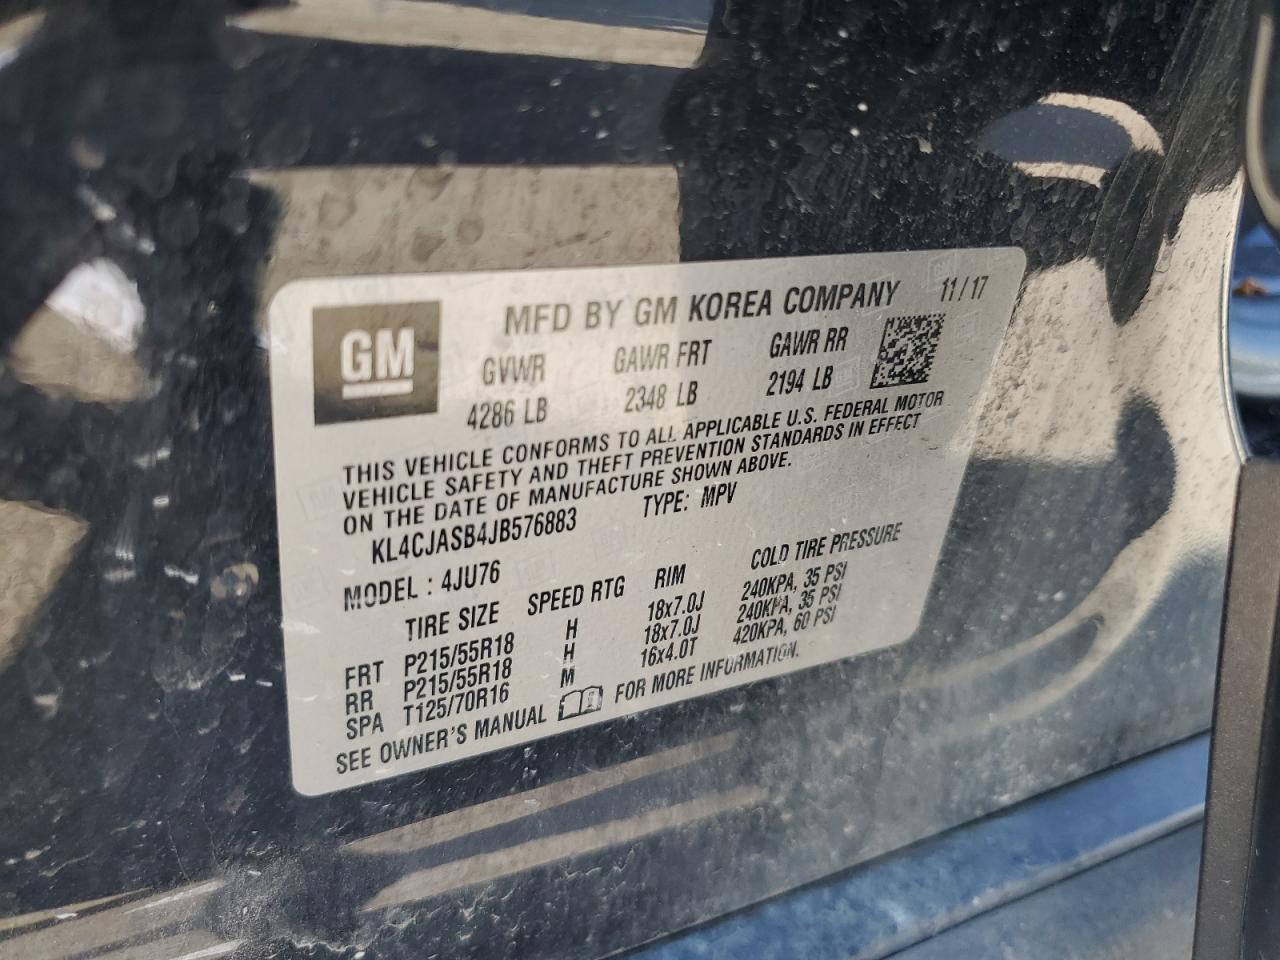 GM
MFD BY GM KOREA COMPANY 11/17
GVWR GAWR FRT GAWR RR
4286 LB 2348 LB 2194 LB
THIS VEHICLE CONFORMS TO ALL APPLICABLE U.S. FEDERAL MOTOR
VEHICLE SAFETY AND THEFT PREVENTION STANDARDS IN EFFECT
ON THE DATE OF MANUFACTURE SHOWN ABOVE.
KL4CJASB4JB576883 TYPE: MPV
MODEL : 4JU76
TIRE SIZE SPEED RTG RIM COLD TIRE PRESSURE
FRT P215/55R18 H 18x7.0J 240KPA, 35 PSI
RR P215/55R18 H 18x7.0J 240KPA, 35 PSI
SPA T125/70R16 M 16x4.0T 420KPA, 60 PSI
SEE OWNER'S MANUAL FOR MORE INFORMATION.